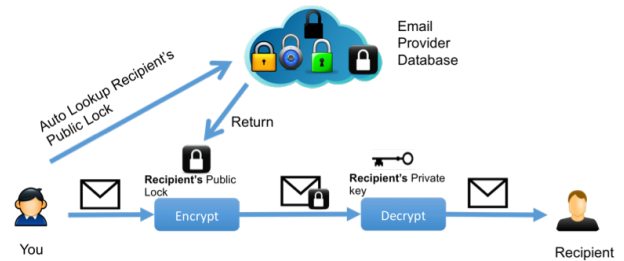 Email
Provider
Database
Auto Lookup Recipient's
Public Lock
Return
Recipient's Public
Lock
Recipient's Private
key
Encrypt
Decrypt
You
Recipient